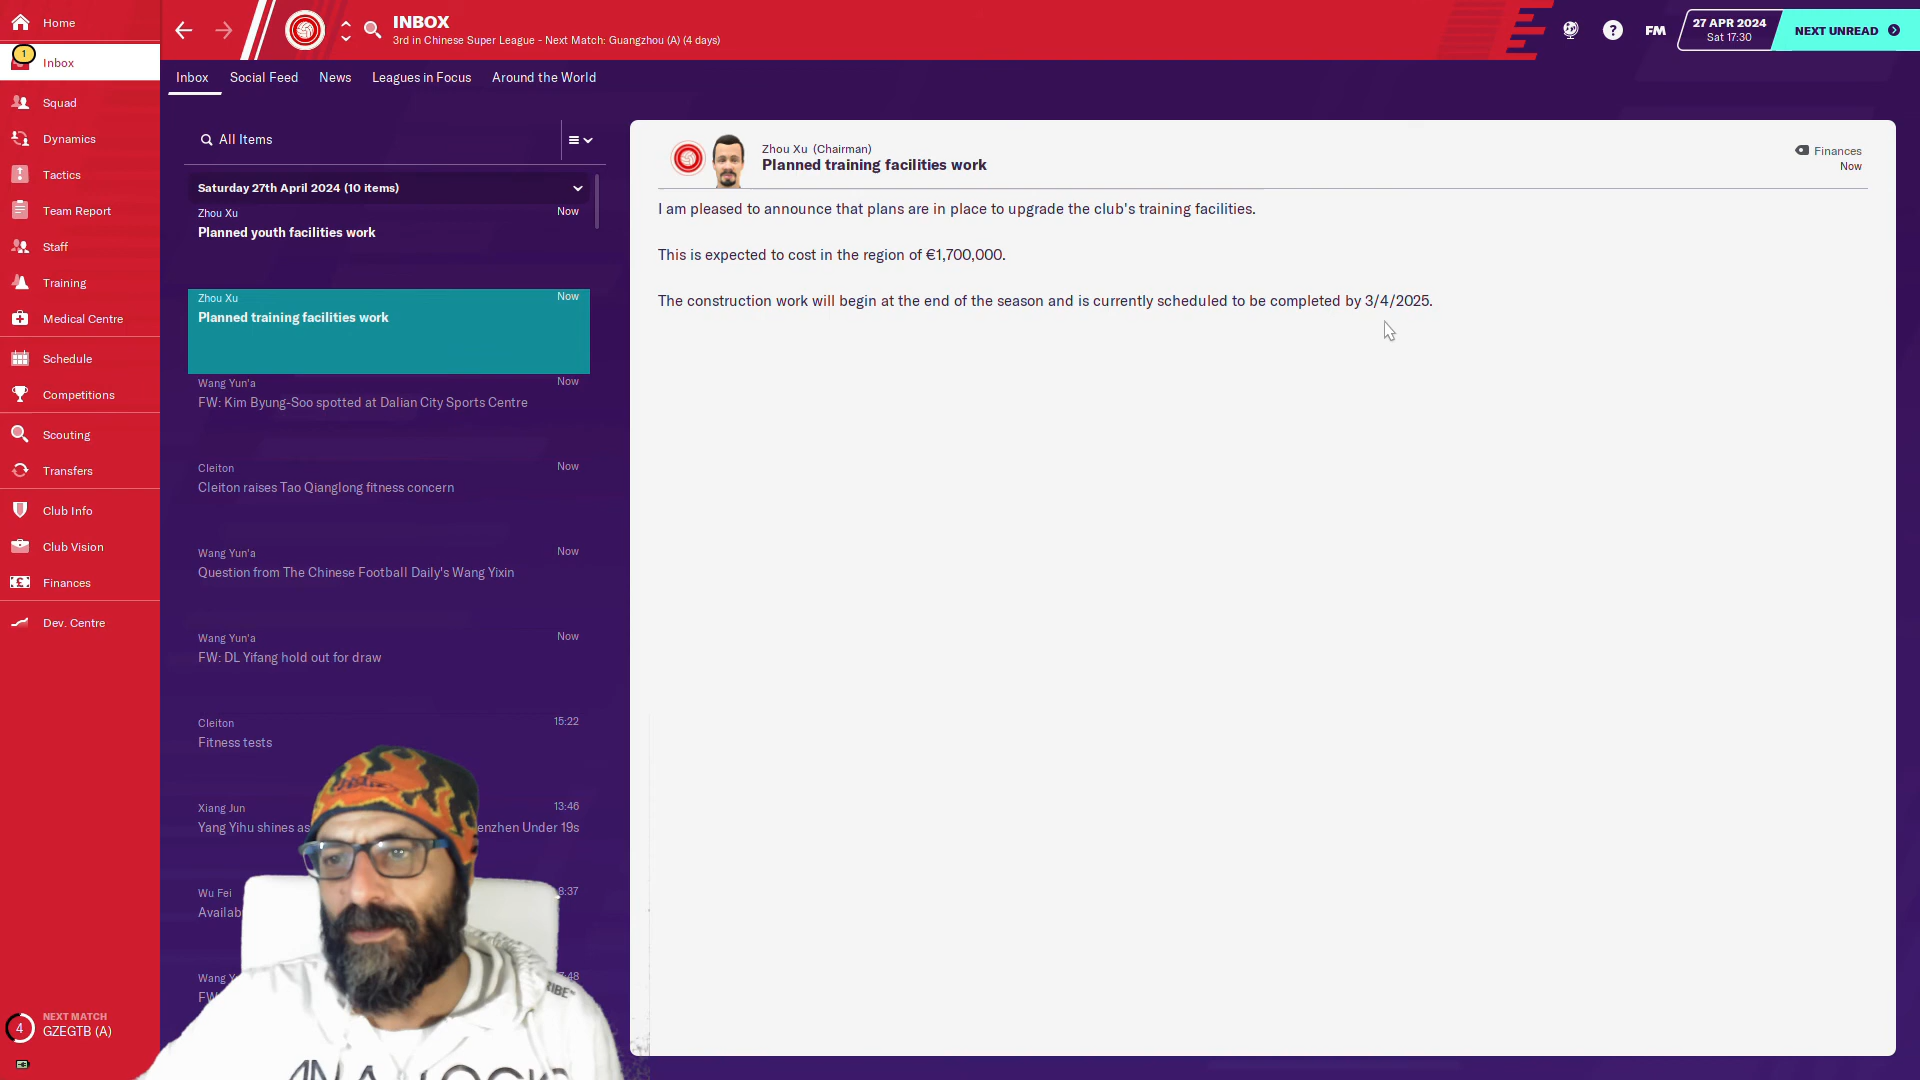 Home
1
Inbox
Squad
Dynamics
Tactics
Team Report
Staff
Training
Medical Centre
Schedule
Competitions
Scouting
Transfers
Club Info
Club Vision
Finances
Dev. Centre
NEXT MATCH
4
GZEGTB (A)
INBOX
3rd in Chinese Super League - Next Match: Guangzhou (A) (4 days)
FM
27 APR 2024
Sat 17:30
NEXT UNREAD
Inbox Social Feed News Leagues in Focus Around the World
All Items
Saturday 27th April 2024 (10 items)
Zhou Xu Now
Planned youth facilities work
Zhou Xu Now
Planned training facilities work
Wang Yun'a Now
FW: Kim Byung-Soo spotted at Dalian City Sports Centre
Cleiton Now
Cleiton raises Tao Qianglong fitness concern
Wang Yun'a Now
Question from The Chinese Football Daily's Wang Yixin
Wang Yun'a Now
FW: DL Yifang hold out for draw
Cleiton 15:22
Fitness tests
Xiang Jun 13:46
Yang Yihu shines as enzhen Under 19s
Wu Fei 8:37
Availab
Wang Y :48
FW
Zhou Xu (Chairman)
Planned training facilities work
Finances
Now
I am pleased to announce that plans are in place to upgrade the club's training facilities.
This is expected to cost in the region of €1,700,000.
The construction work will begin at the end of the season and is currently scheduled to be completed by 3/4/2025.